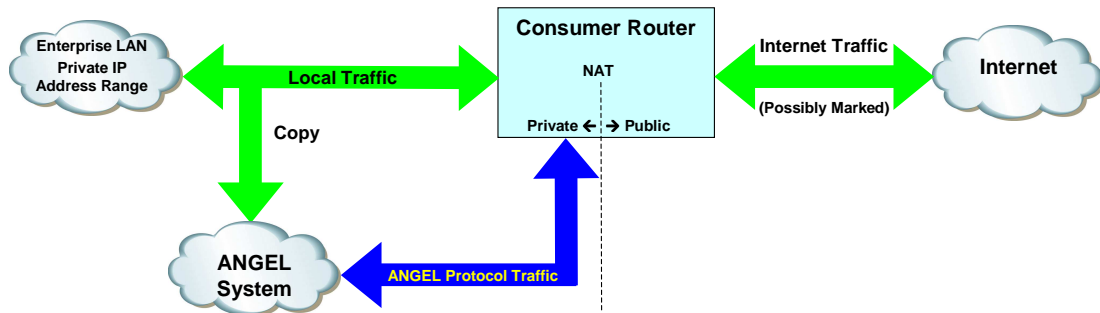 Enterprise LAN
Private IP
Address Range
Local Traffic
Copy
Consumer Router
NAT
Private ← → Public
Internet Traffic
(Possibly Marked)
Internet
ANGEL
System
ANGEL Protocol Traffic